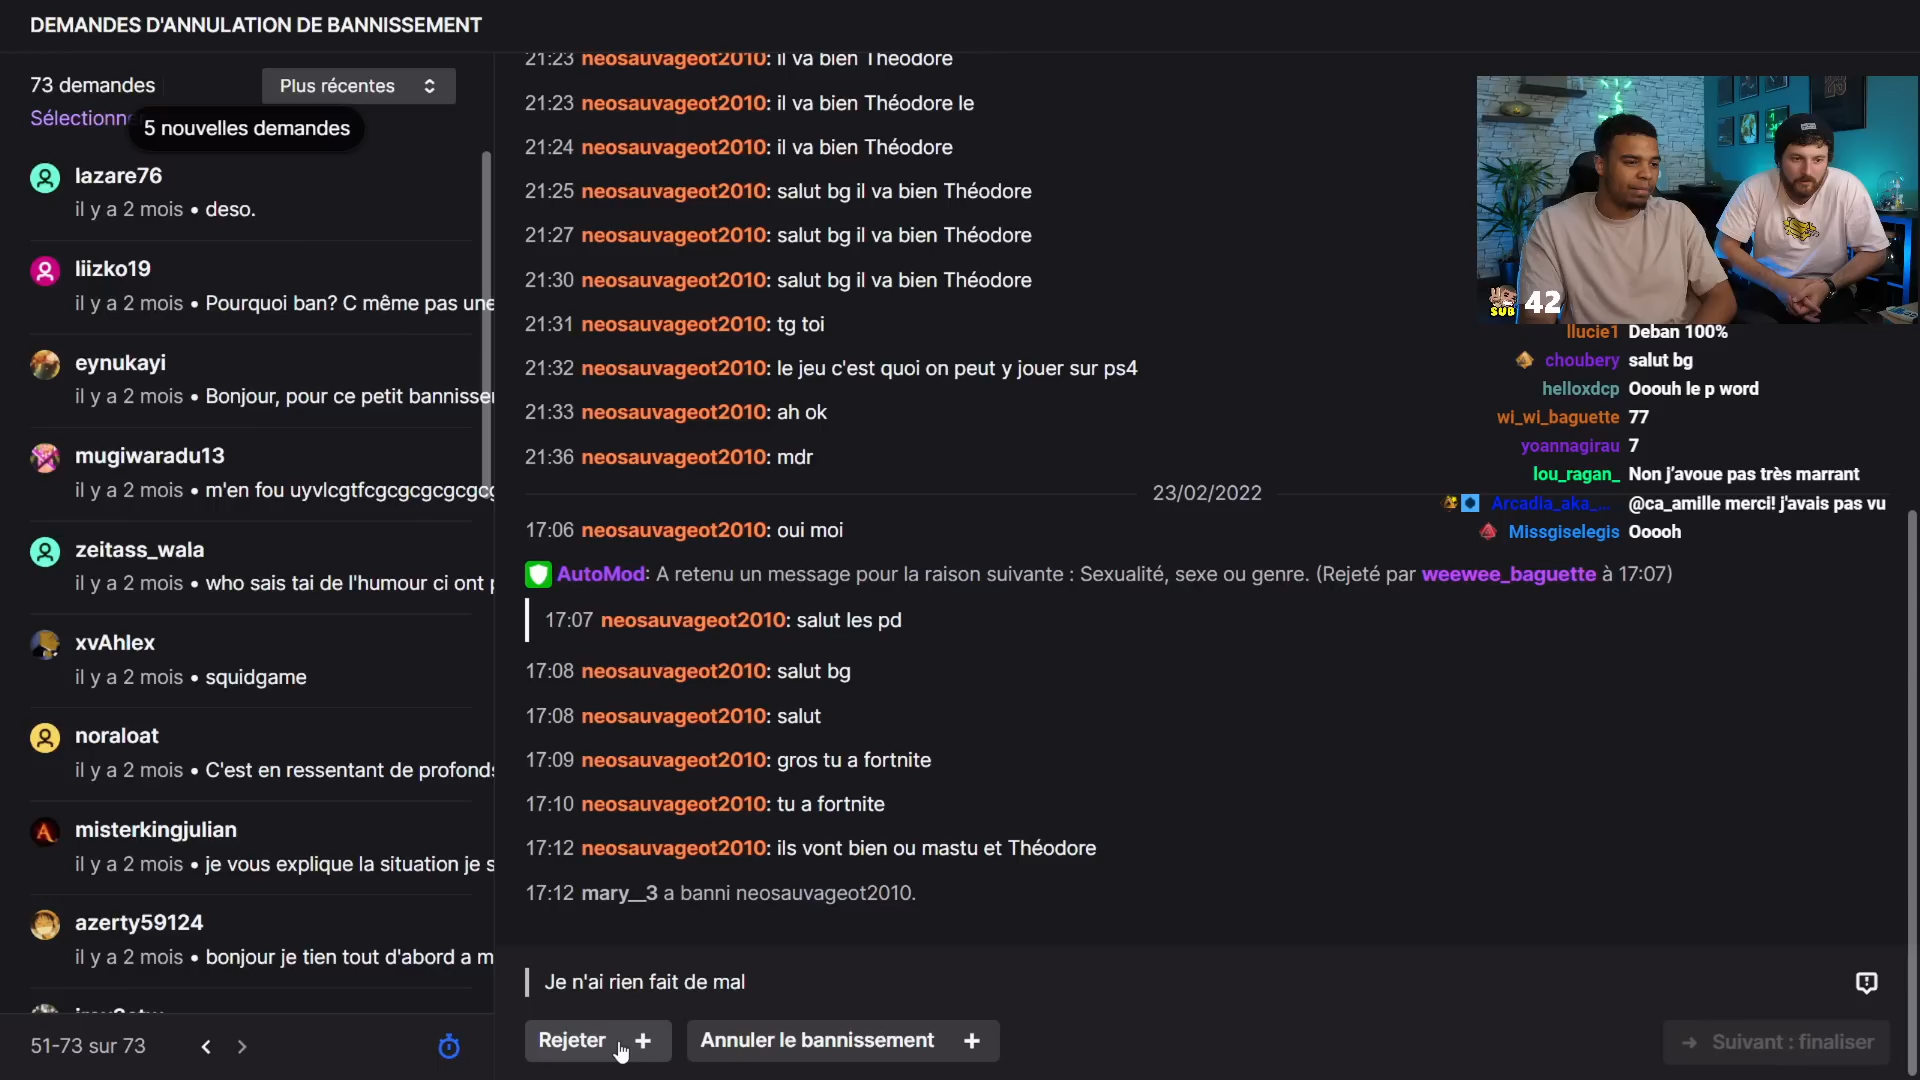 DEMANDES D'ANNULATION DE BANNISSEMENT
73 demandes
Plus récentes
Sélectionne
5 nouvelles demandes
lazare76
il y a 2 mois • deso.
liizko19
il y a 2 mois • Pourquoi ban? C même pas une
eynukayi
il y a 2 mois • Bonjour, pour ce petit bannisse
mugiwaradu13
il y a 2 mois • m'en fou uyvlcgtfcgcgcgcgcgc
zeitass_wala
il y a 2 mois • who sais tai de l'humour ci ont
xvAhlex
il y a 2 mois • squidgame
noraloat
il y a 2 mois • C'est en ressentant de profond
misterkingjulian
il y a 2 mois • je vous explique la situation je s
azerty59124
il y a 2 mois • bonjour je tien tout d'abord a m
51-73 sur 73
21:23 neosauvageot2010: il va bien Théodore
21:23 neosauvageot2010: il va bien Théodore le
21:24 neosauvageot2010: il va bien Théodore
21:25 neosauvageot2010: salut bg il va bien Théodore
21:27 neosauvageot2010: salut bg il va bien Théodore
21:30 neosauvageot2010: salut bg il va bien Théodore
21:31 neosauvageot2010: tg toi
21:32 neosauvageot2010: le jeu c'est quoi on peut y jouer sur ps4
21:33 neosauvageot2010: ah ok
21:36 neosauvageot2010: mdr
23/02/2022
17:06 neosauvageot2010: oui moi
AutoMod: A retenu un message pour la raison suivante : Sexualité, sexe ou genre. (Rejeté par weewee_baguette à 17:07)
17:07 neosauvageot2010: salut les pd
17:08 neosauvageot2010: salut bg
17:08 neosauvageot2010: salut
17:09 neosauvageot2010: gros tu a fortnite
17:10 neosauvageot2010: tu a fortnite
17:12 neosauvageot2010: ils vont bien ou mastu et Théodore
17:12 mary__3 a banni neosauvageot2010.
Je n'ai rien fait de mal
Rejeter +
Annuler le bannissement +
Suivant : finaliser
SUB 42
llucie1 Deban 100%
choubery salut bg
helloxdcp Ooouh le p word
wi_wi_baguette 77
yoannagirau 7
lou_ragan_ Non j'avoue pas très marrant
Arcadia_aka_... @ca_amille merci! j'avais pas vu
Missgiselegis Ooooh